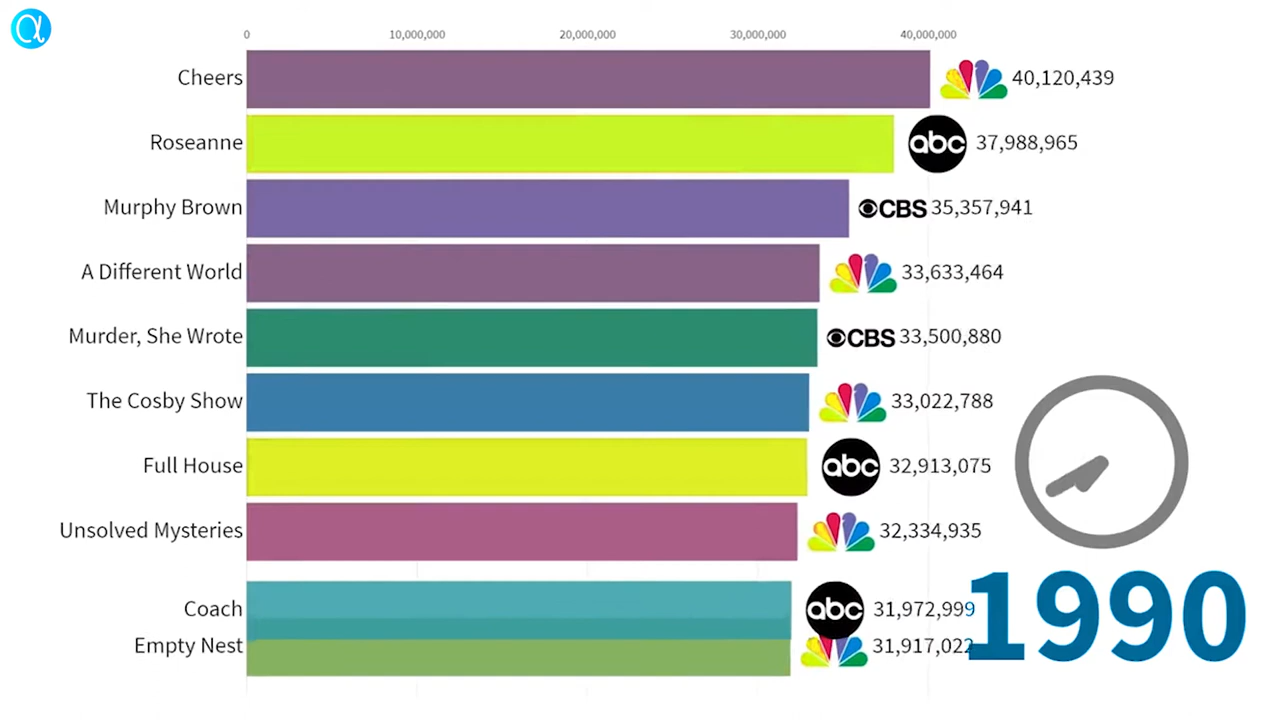 α
0 10,000,000 20,000,000 30,000,000 40,000,000
Cheers 40,120,439
Roseanne abc 37,988,965
Murphy Brown CBS 35,357,941
A Different World 33,633,464
Murder, She Wrote CBS 33,500,880
The Cosby Show 33,022,788
Full House abc 32,913,075
Unsolved Mysteries 32,334,935
Coach abc 31,972,999
Empty Nest 31,917,022
1990